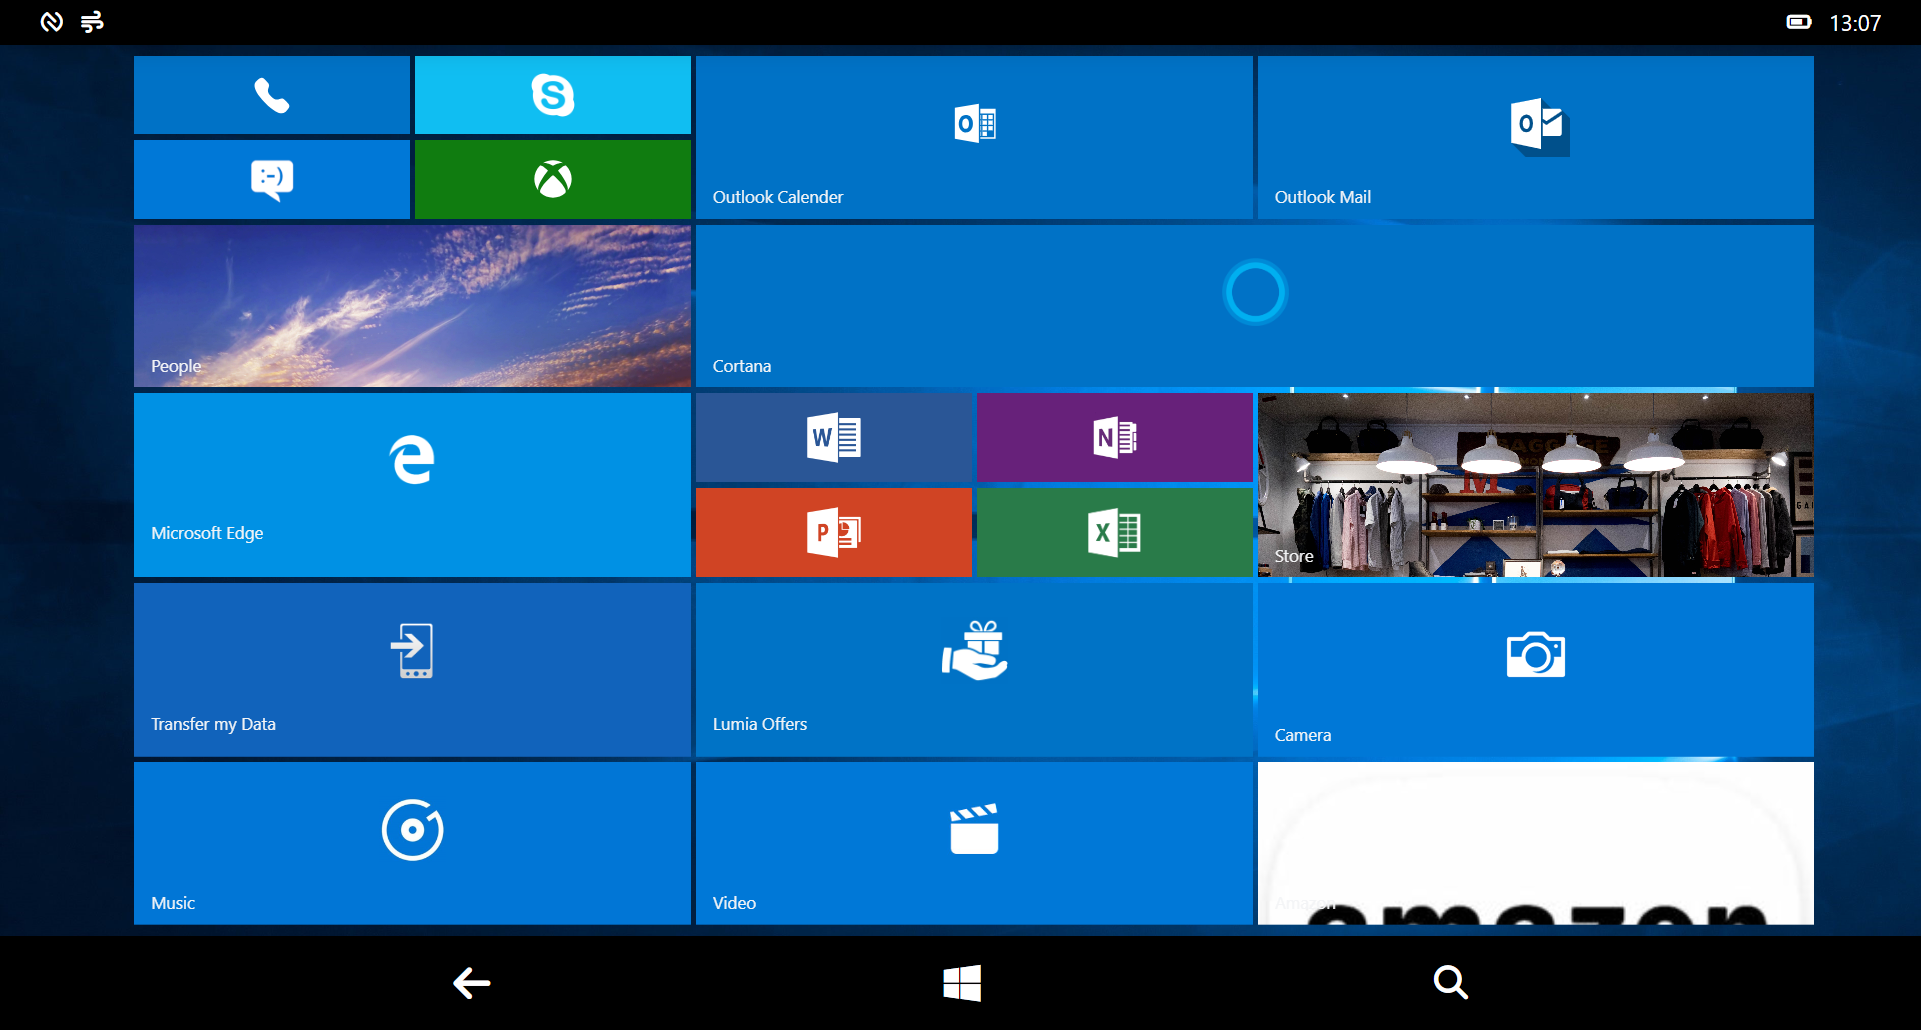 13:07
Outlook Calender
Outlook Mail
People
Cortana
Microsoft Edge
W
N
P
X
BAGGAGE
M
Store
Transfer my Data
Lumia Offers
Camera
Music
Video
Amazon
amazon